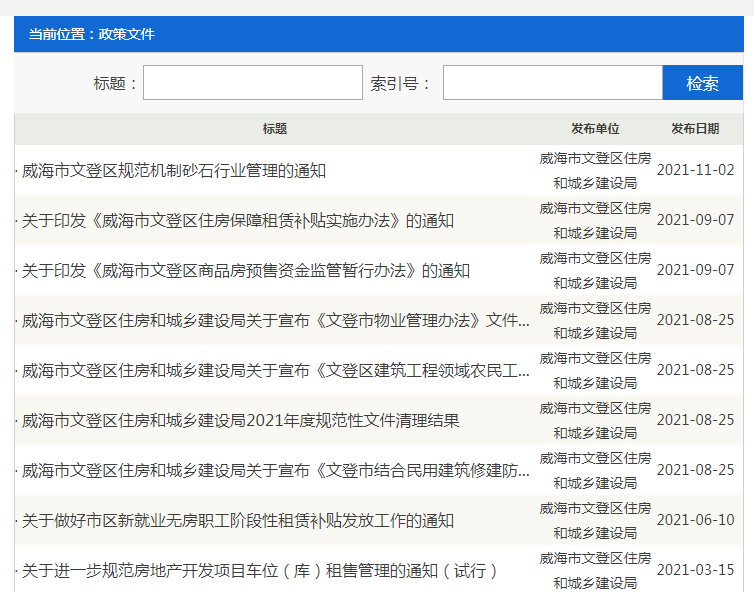 当前位置：政策文件
标题： 索引号： 检索
标题 发布单位 发布日期
· 威海市文登区规范机制砂石行业管理的通知 威海市文登区住房和城乡建设局 2021-11-02
· 关于印发《威海市文登区住房保障租赁补贴实施办法》的通知 威海市文登区住房和城乡建设局 2021-09-07
· 关于印发《威海市文登区商品房预售资金监管暂行办法》的通知 威海市文登区住房和城乡建设局 2021-09-07
· 威海市文登区住房和城乡建设局关于宣布《文登市物业管理办法》文件... 威海市文登区住房和城乡建设局 2021-08-25
· 威海市文登区住房和城乡建设局关于宣布《文登区建筑工程领域农民工... 威海市文登区住房和城乡建设局 2021-08-25
· 威海市文登区住房和城乡建设局2021年度规范性文件清理结果 威海市文登区住房和城乡建设局 2021-08-25
· 威海市文登区住房和城乡建设局关于宣布《文登市结合民用建筑修建防... 威海市文登区住房和城乡建设局 2021-08-25
· 关于做好市区新就业无房职工阶段性租赁补贴发放工作的通知 威海市文登区住房和城乡建设局 2021-06-10
· 关于进一步规范房地产开发项目车位（库）租售管理的通知（试行） 威海市文登区住房和城乡建设局 2021-03-15